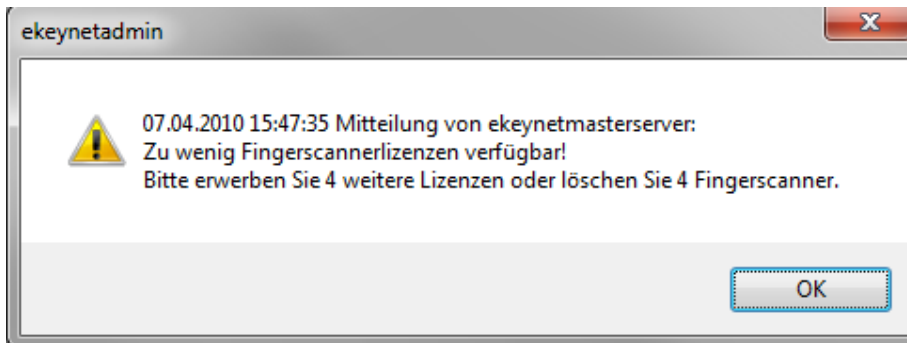 ekeynetadmin
07.04.2010 15:47:35 Mitteilung von ekeynetmasterserver:
Zu wenig Fingerscannerlizenzen verfügbar!
Bitte erwerben Sie 4 weitere Lizenzen oder löschen Sie 4 Fingerscanner.
OK